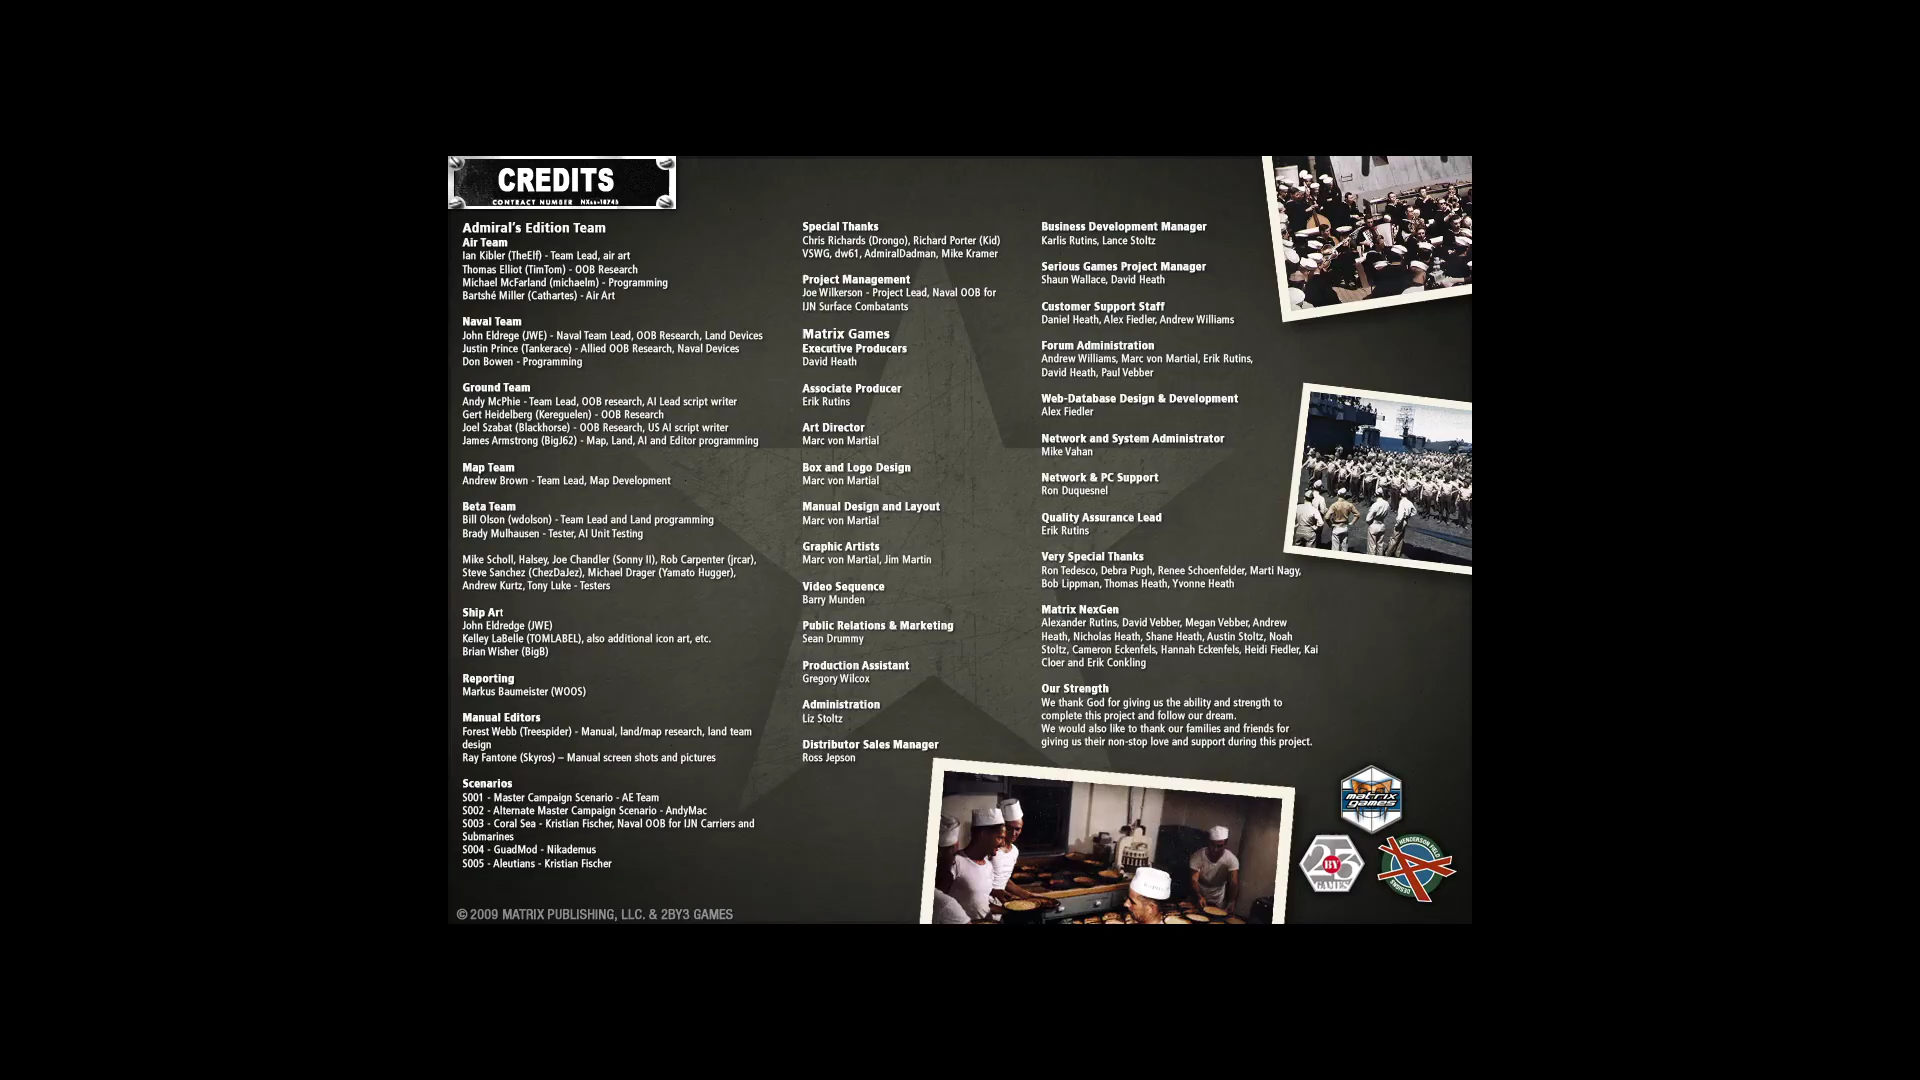 CREDITS
CONTRACT NUMBER NXss-18745
Admiral's Edition Team
Air Team
Ian Kibler (TheElf) - Team Lead, air art
Thomas Elliot (TimTom) - OOB Research
Michael McFarland (michaelm) - Programming
Bartshé Miller (Cathartes) - Air Art
Naval Team
John Eldrege (JWE) - Naval Team Lead, OOB Research, Land Devices
Justin Prince (Tankerace) - Allied OOB Research, Naval Devices
Don Bowen - Programming
Ground Team
Andy McPhie - Team Lead, OOB research, AI Lead script writer
Gert Heidelberg (Kereguelen) - OOB Research
Joel Szabat (Blackhorse) - OOB Research, US AI script writer
James Armstrong (BigJ62) - Map, Land, AI and Editor programming
Map Team
Andrew Brown - Team Lead, Map Development
Beta Team
Bill Olson (wdolson) - Team Lead and Land programming
Brady Mulhausen - Tester, AI Unit Testing
Mike Scholl, Halsey, Joe Chandler (Sonny II), Rob Carpenter (jrcar),
Steve Sanchez (ChezDaJez), Michael Drager (Yamato Hugger),
Andrew Kurtz, Tony Luke - Testers
Ship Art
John Eldredge (JWE)
Kelley LaBelle (TOMLABEL), also additional icon art, etc.
Brian Wisher (BigB)
Reporting
Markus Baumeister (WOOS)
Manual Editors
Forest Webb (Treespider) - Manual, land/map research, land team
design
Ray Fantone (Skyros) – Manual screen shots and pictures
Scenarios
S001 - Master Campaign Scenario - AE Team
S002 - Alternate Master Campaign Scenario - AndyMac
S003 - Coral Sea - Kristian Fischer, Naval OOB for IJN Carriers and
Submarines
S004 - GuadMod - Nikademus
S005 - Aleutians - Kristian Fischer
© 2009 MATRIX PUBLISHING, LLC. & 2BY3 GAMES
Special Thanks
Chris Richards (Drongo), Richard Porter (Kid)
VSWG, dw61, AdmiralDadman, Mike Kramer
Project Management
Joe Wilkerson - Project Lead, Naval OOB for
IJN Surface Combatants
Matrix Games
Executive Producers
David Heath
Associate Producer
Erik Rutins
Art Director
Marc von Martial
Box and Logo Design
Marc von Martial
Manual Design and Layout
Marc von Martial
Graphic Artists
Marc von Martial, Jim Martin
Video Sequence
Barry Munden
Public Relations & Marketing
Sean Drummy
Production Assistant
Gregory Wilcox
Administration
Liz Stoltz
Distributor Sales Manager
Ross Jepson
Business Development Manager
Karlis Rutins, Lance Stoltz
Serious Games Project Manager
Shaun Wallace, David Heath
Customer Support Staff
Daniel Heath, Alex Fiedler, Andrew Williams
Forum Administration
Andrew Williams, Marc von Martial, Erik Rutins,
David Heath, Paul Vebber
Web-Database Design & Development
Alex Fiedler
Network and System Administrator
Mike Vahan
Network & PC Support
Ron Duquesnel
Quality Assurance Lead
Erik Rutins
Very Special Thanks
Ron Tedesco, Debra Pugh, Renee Schoenfelder, Marti Nagy,
Bob Lippman, Thomas Heath, Yvonne Heath
Matrix NexGen
Alexander Rutins, David Vebber, Megan Vebber, Andrew
Heath, Nicholas Heath, Shane Heath, Austin Stoltz, Noah
Stoltz, Cameron Eckenfels, Hannah Eckenfels, Heidi Fiedler, Kai
Cloer and Erik Conkling
Our Strength
We thank God for giving us the ability and strength to
complete this project and follow our dream.
We would also like to thank our families and friends for
giving us their non-stop love and support during this project.
matrix
games
2 BY 3
GAMES
HENDERSON FIELD
DESIGNS